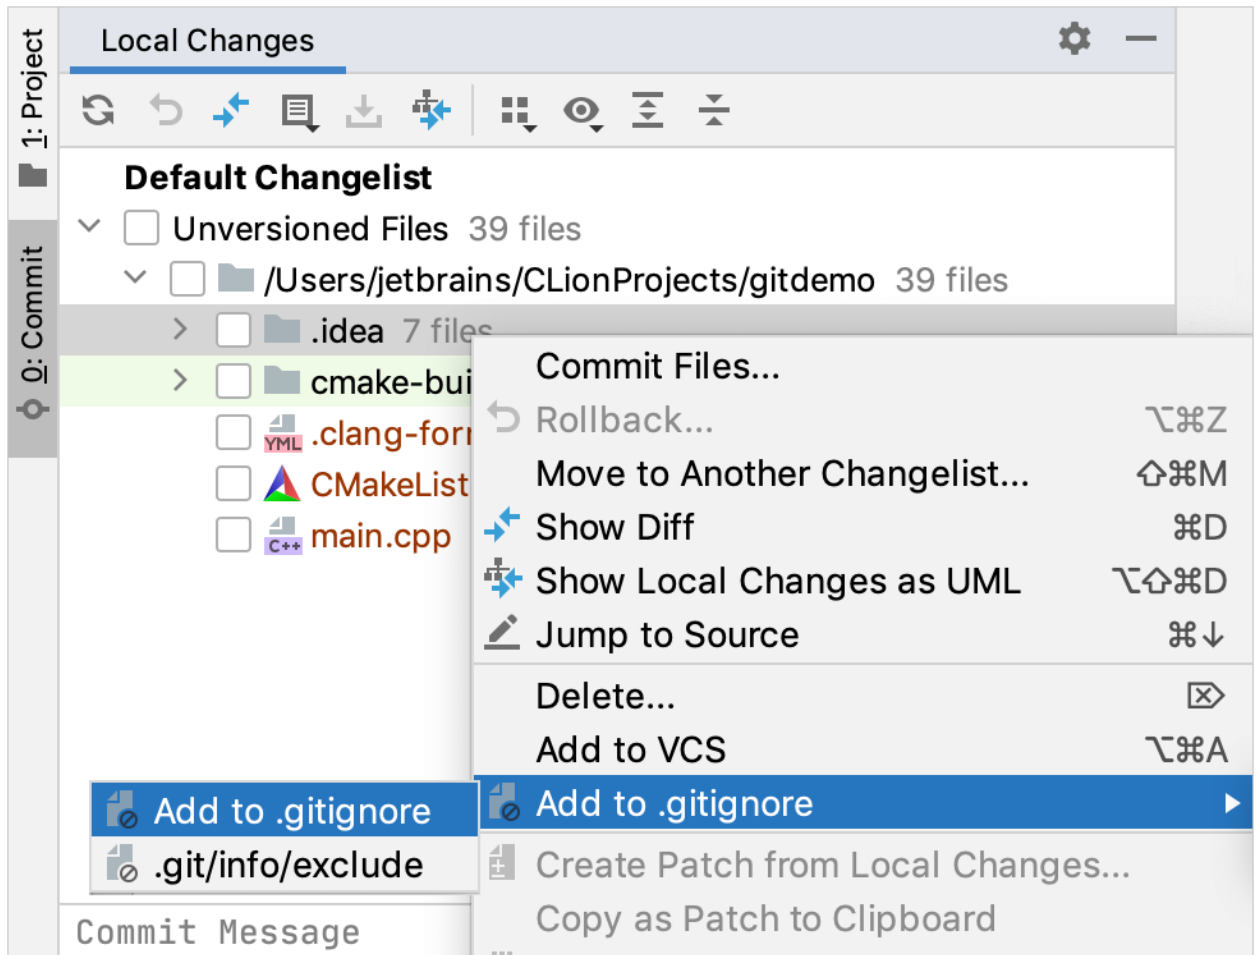 1: Project
0: Commit
Local Changes
Default Changelist
Unversioned Files 39 files
/Users/jetbrains/CLionProjects/gitdemo 39 files
.idea 7 files
cmake-bui
YML .clang-for
CMakeList
C++ main.cpp
Commit Files...
Rollback... ⌥⌘Z
Move to Another Changelist... ⇧⌘M
Show Diff ⌘D
Show Local Changes as UML ⌥⇧⌘D
Jump to Source ⌘↓
Delete... ⌦
Add to VCS ⌥⌘A
Add to .gitignore
Add to .gitignore
.git/info/exclude
Create Patch from Local Changes...
Copy as Patch to Clipboard
Commit Message